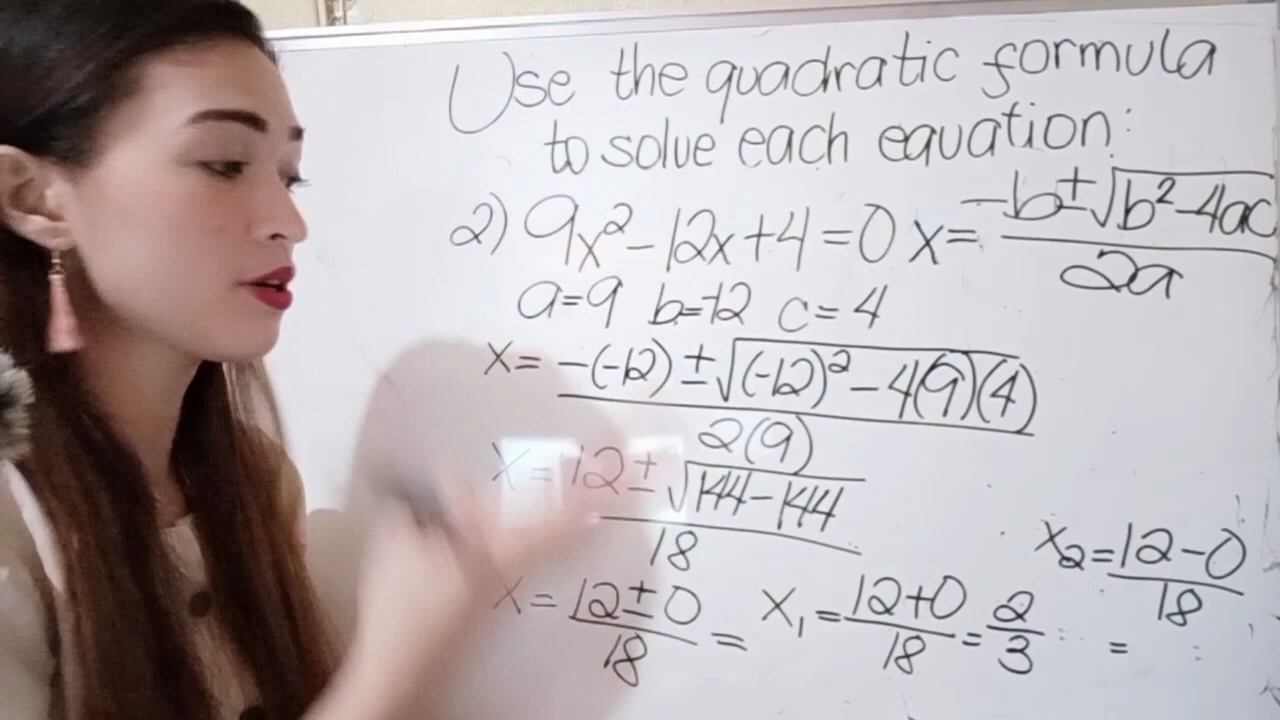 Use the quadratic formula
to solve each equation:
2) 9x²-12x+4=0 x= -b±√b²-4ac / 2a
a=9 b=-12 c=4
x= -(-12)±√(-12)²-4(9)(4) / 2(9)
x= 12±√144-144 / 18
x= 12±0 / 18 = x₁= 12+0 / 18 = 2/3 x₂= 12-0 / 18 =